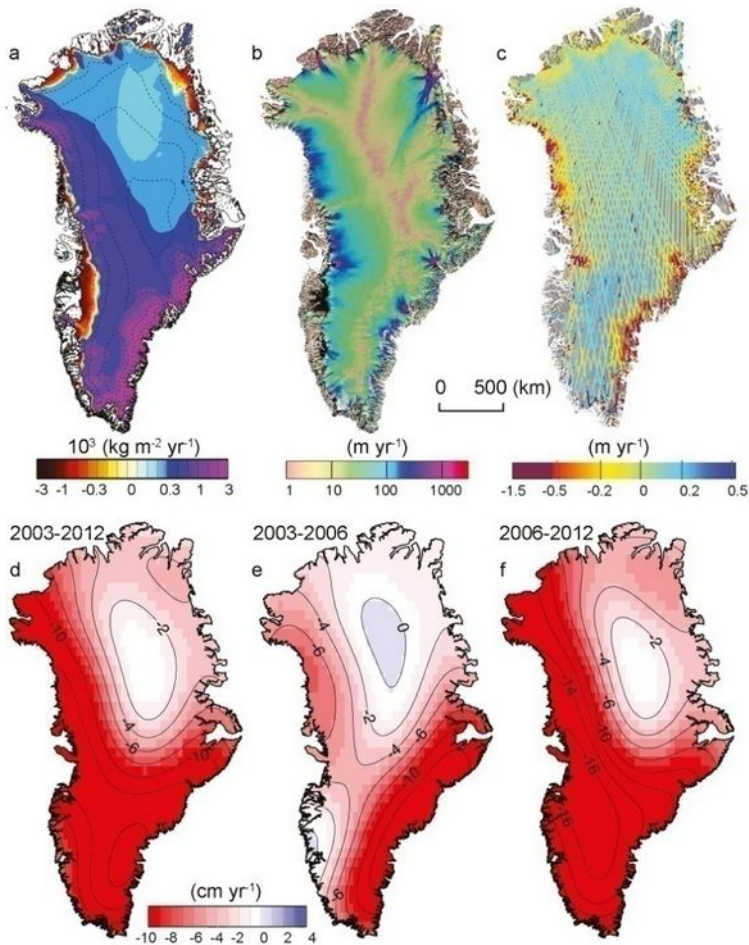 a
b
c
0 500 (km)
10³ (kg m⁻² yr⁻¹)
-3 -1 -0.3 0 0.3 1 3
(m yr⁻¹)
1 10 100 1000
(m yr⁻¹)
-1.5 -0.5 -0.2 0 0.2 0.5
2003-2012
2003-2006
2006-2012
d
-10
-2
-4
-6
-10
e
-4
-6
0
-2
-4
-6
-10
-6
f
-2
-4
-6
-14
-10
-16
-16
(cm yr⁻¹)
-10 -8 -6 -4 -2 0 2 4